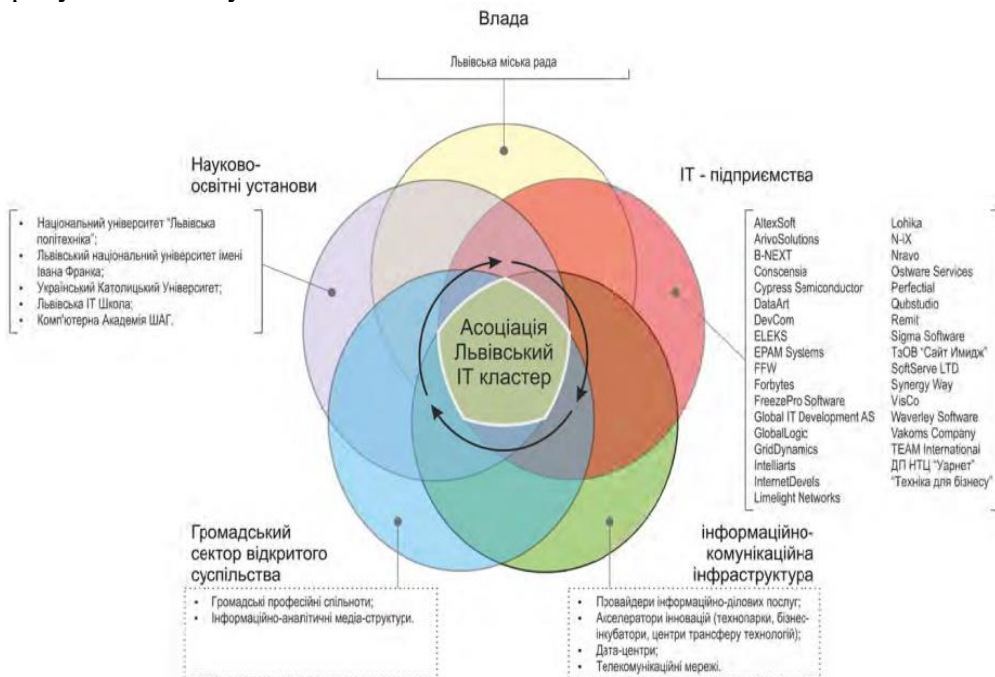 Влада
Львівська міська рада
Науково-
освітні установи
• Національний університет "Львівська
політехніка";
• Львівський національний університет імені
Івана Франка;
• Український Католицький Університет;
• Львівська ІТ Школа;
• Комп'ютерна Академія ШАГ.
ІТ - підприємства
AltexSoft
ArivoSolutions
B-NEXT
Conscensia
Cypress Semiconductor
DataArt
DevCom
ELEKS
EPAM Systems
FFW
Forbytes
FreezePro Software
Global IT Development AS
GlobalLogic
GridDynamics
Intelliarts
InternetDevels
Limelight Networks
Lohika
N-iX
Nravo
Ostware Services
Perfectial
Qubstudio
Remit
Sigma Software
ТзОВ "Сайт Имидж"
SoftServe LTD
Synergy Way
VisCo
Waverley Software
Vakoms Company
TEAM International
ДП НТЦ "Уарнет"
"Техніка для бізнесу"
Асоціація
Львівський
ІТ кластер
Громадський
сектор відкритого
суспільства
• Громадські професійні спільноти;
• Інформаційно-аналітичні медіа-структури.
інформаційно-
комунікаційна
інфраструктура
• Провайдери інформаційно-ділових послуг;
• Акселератори інновацій (технопарки, бізнес-
інкубатори, центри трансферу технологій);
• Дата-центри;
• Телекомунікаційні мережі.